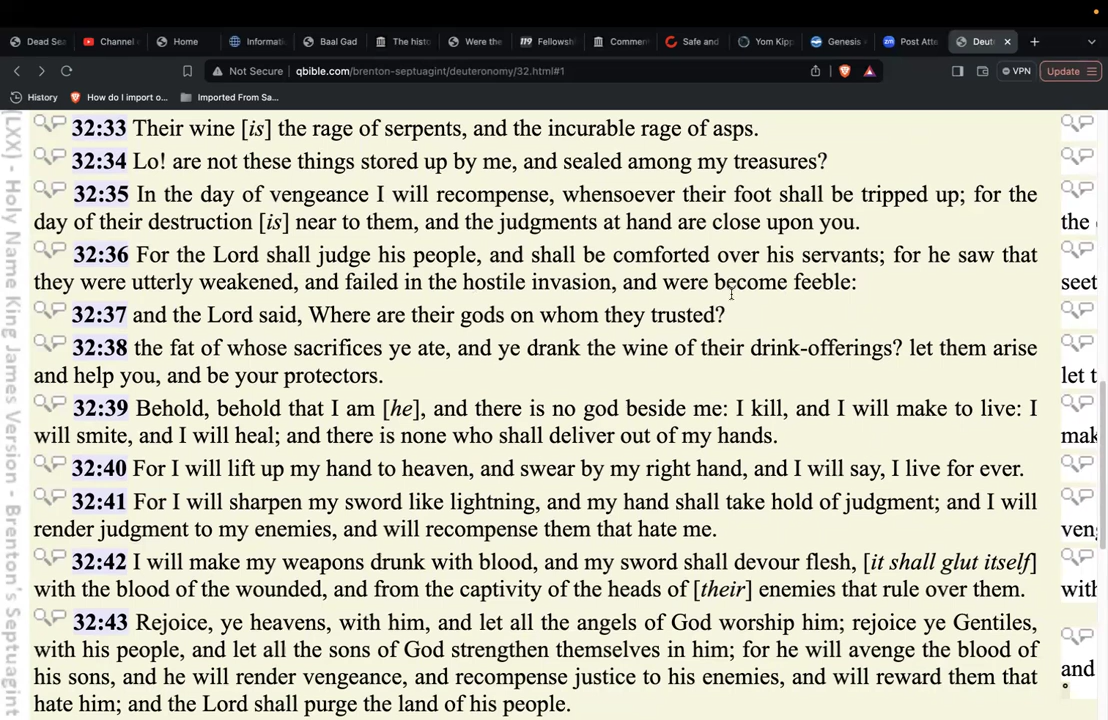 Dead Sea
Channel c
Home
Informati
Baal Gad
The histo
Were the
119 Fellowsh
Commen
Safe and
Yom Kipp
Genesis
zm Post Atte
Deut
Not Secure qbible.com/brenton-septuagint/deuteronomy/32.html#1
VPN
Update
History
How do I import o...
Imported From Sa...
(LXX) - Holy Name King James Version - Brenton's Septuagint
32:33 Their wine [is] the rage of serpents, and the incurable rage of asps.
32:34 Lo! are not these things stored up by me, and sealed among my treasures?
32:35 In the day of vengeance I will recompense, whensoever their foot shall be tripped up; for the
day of their destruction [is] near to them, and the judgments at hand are close upon you.
32:36 For the Lord shall judge his people, and shall be comforted over his servants; for he saw that
they were utterly weakened, and failed in the hostile invasion, and were become feeble:
32:37 and the Lord said, Where are their gods on whom they trusted?
32:38 the fat of whose sacrifices ye ate, and ye drank the wine of their drink-offerings? let them arise
and help you, and be your protectors.
32:39 Behold, behold that I am [he], and there is no god beside me: I kill, and I will make to live: I
will smite, and I will heal; and there is none who shall deliver out of my hands.
32:40 For I will lift up my hand to heaven, and swear by my right hand, and I will say, I live for ever.
32:41 For I will sharpen my sword like lightning, and my hand shall take hold of judgment; and I will
render judgment to my enemies, and will recompense them that hate me.
32:42 I will make my weapons drunk with blood, and my sword shall devour flesh, [it shall glut itself]
with the blood of the wounded, and from the captivity of the heads of [their] enemies that rule over them.
32:43 Rejoice, ye heavens, with him, and let all the angels of God worship him; rejoice ye Gentiles,
with his people, and let all the sons of God strengthen themselves in him; for he will avenge the blood of
his sons, and he will render vengeance, and recompense justice to his enemies, and will reward them that
hate him; and the Lord shall purge the land of his people.
the
seet
let t
mak
ven
with
and